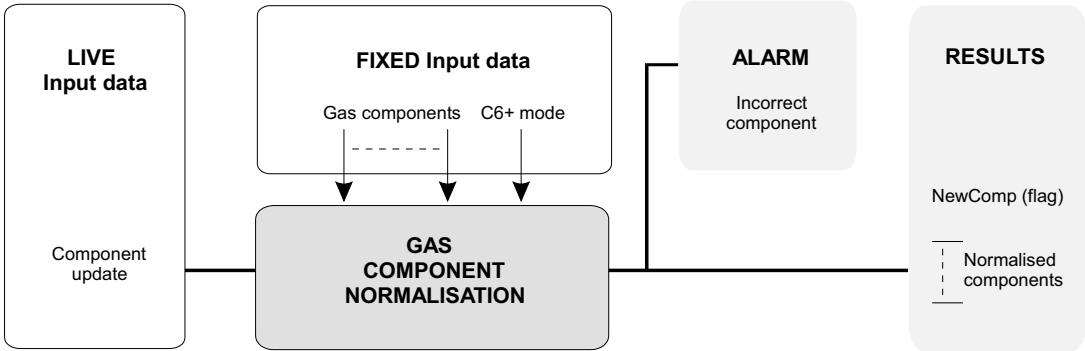 LIVE
Input data
Component
update
FIXED Input data
Gas components
C6+ mode
GAS
COMPONENT
NORMALISATION
ALARM
Incorrect
component
RESULTS
NewComp (flag)
Normalised
components